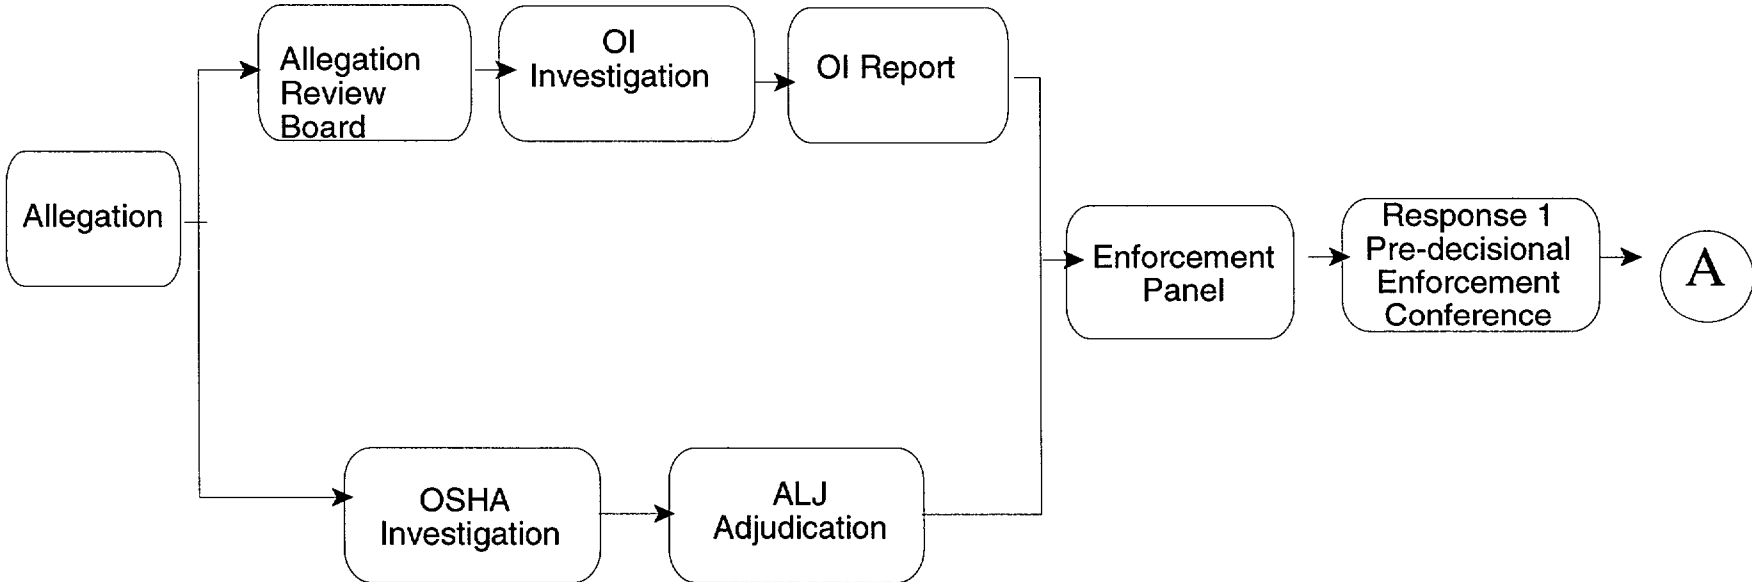 Allegation
Allegation
Review
Board
OI
Investigation
OI Report
OSHA
Investigation
ALJ
Adjudication
Enforcement
Panel
Response 1
Pre-decisional
Enforcement
Conference
A